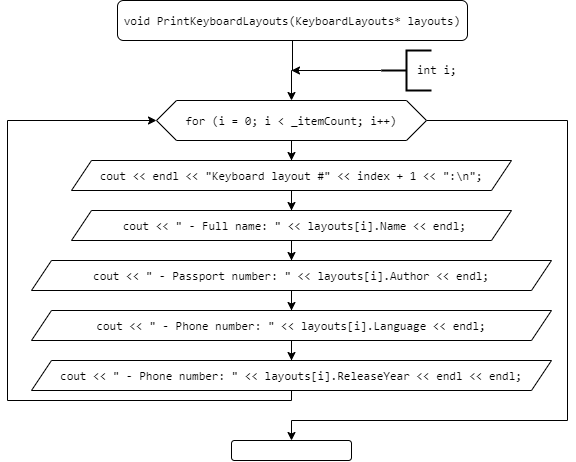 void PrintKeyboardLayouts(KeyboardLayouts* layouts)
int i;
for (i = 0; i < _itemCount; i++)
cout << endl << "Keyboard layout #" << index + 1 << ":\n";
cout << " - Full name: " << layouts[i].Name << endl;
cout << " - Passport number: " << layouts[i].Author << endl;
cout << " - Phone number: " << layouts[i].Language << endl;
cout << " - Phone number: " << layouts[i].ReleaseYear << endl << endl;